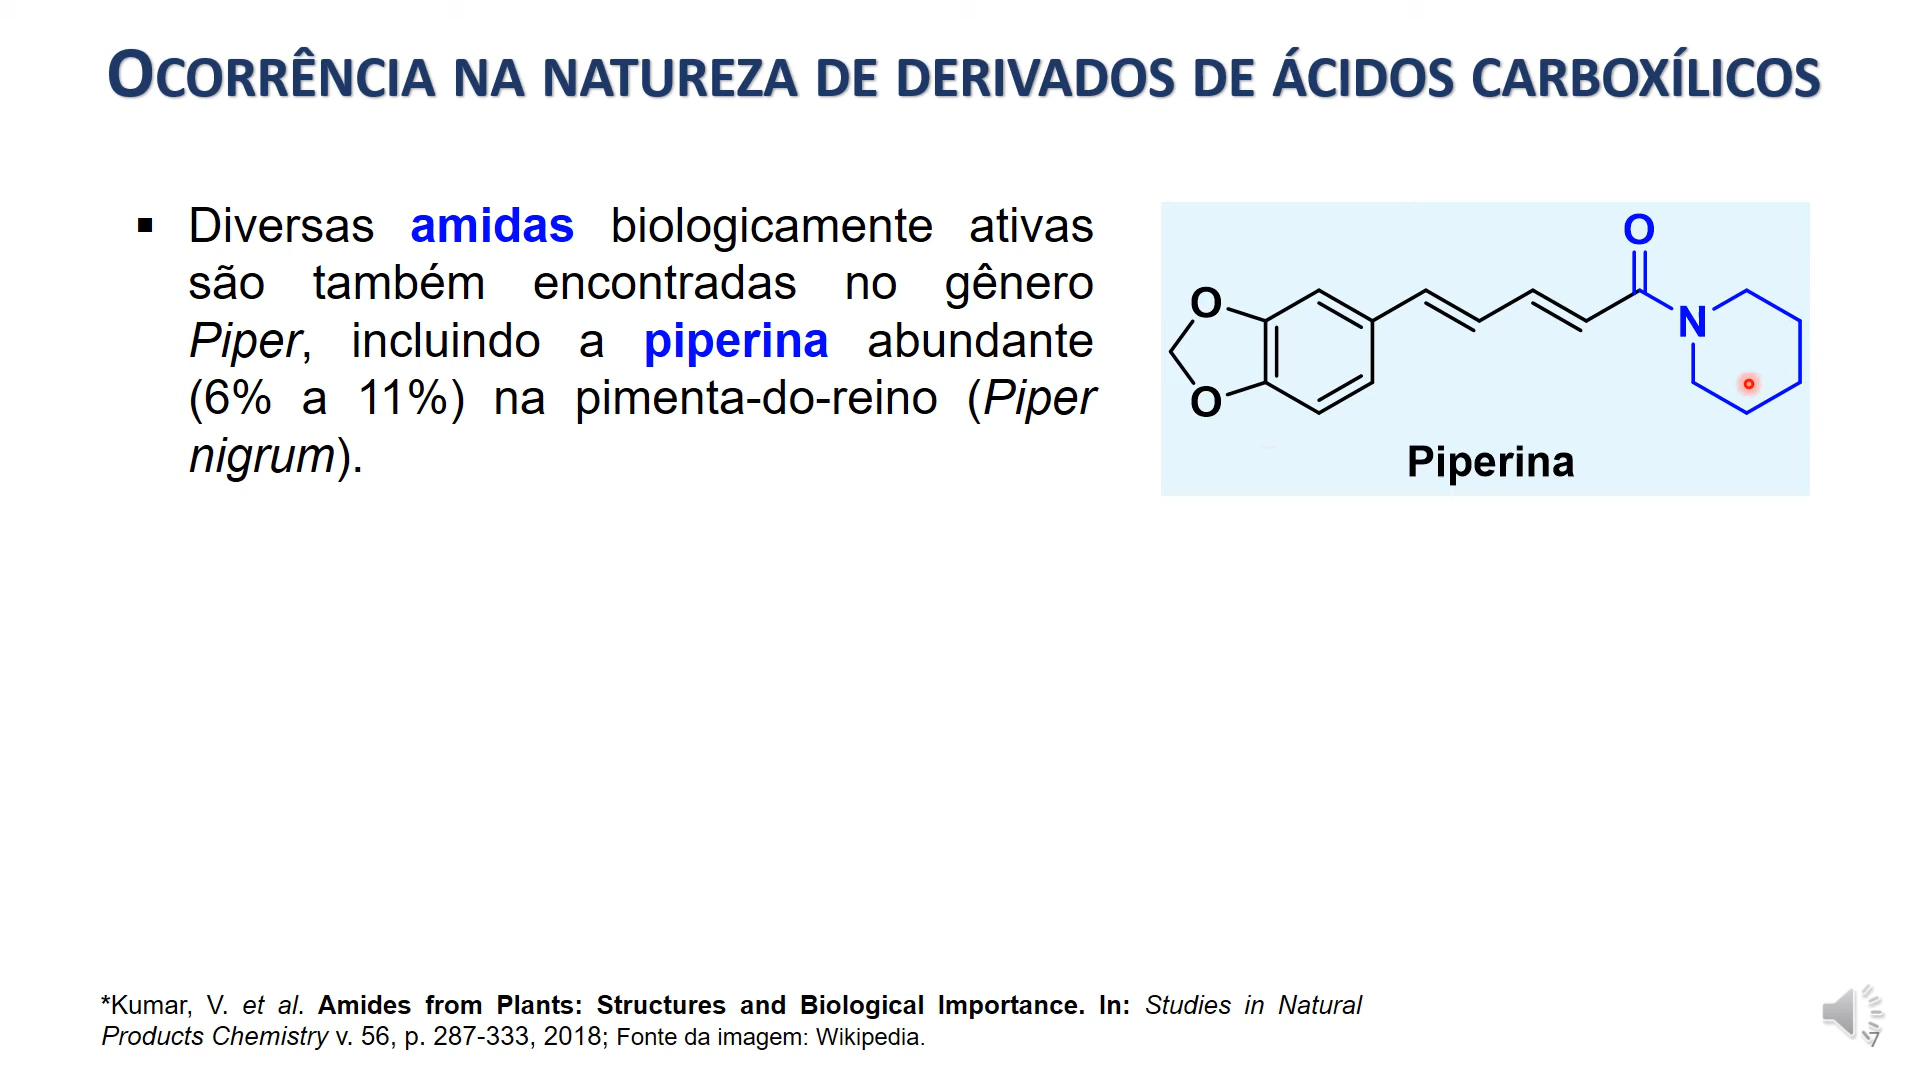 OCORRÊNCIA NA NATUREZA DE DERIVADOS DE ÁCIDOS CARBOXÍLICOS
▪ Diversas amidas biologicamente ativas
são também encontradas no gênero
Piper, incluindo a piperina abundante
(6% a 11%) na pimenta-do-reino (Piper
nigrum).
O
O
N
O
Piperina
*Kumar, V. et al. Amides from Plants: Structures and Biological Importance. In: Studies in Natural
Products Chemistry v. 56, p. 287-333, 2018; Fonte da imagem: Wikipedia.
7